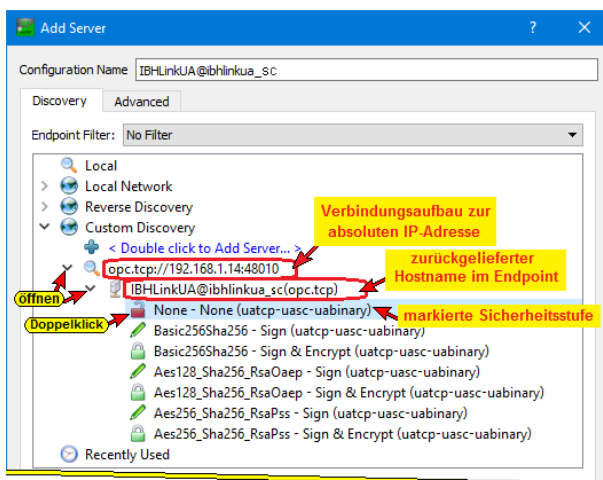 Add Server
?
Configuration Name IBHLinkUA@ibhlinkua_sc
Discovery Advanced
Endpoint Filter: No Filter
Local
Local Network
Reverse Discovery
Custom Discovery
< Double click to Add Server... >
Verbindungsaufbau zur
absoluten IP-Adresse
opc.tcp://192.168.1.14:48010
zurückgelieferter
Hostname im Endpoint
öffnen
IBHLinkUA@ibhlinkua_sc(opc.tcp)
None - None (uatcp-uasc-uabinary)
markierte Sicherheitsstufe
Doppelklick
Basic256Sha256 - Sign (uatcp-uasc-uabinary)
Basic256Sha256 - Sign & Encrypt (uatcp-uasc-uabinary)
Aes128_Sha256_RsaOaep - Sign (uatcp-uasc-uabinary)
Aes128_Sha256_RsaOaep - Sign & Encrypt (uatcp-uasc-uabinary)
Aes256_Sha256_RsaPss - Sign (uatcp-uasc-uabinary)
Aes256_Sha256_RsaPss - Sign & Encrypt (uatcp-uasc-uabinary)
Recently Used